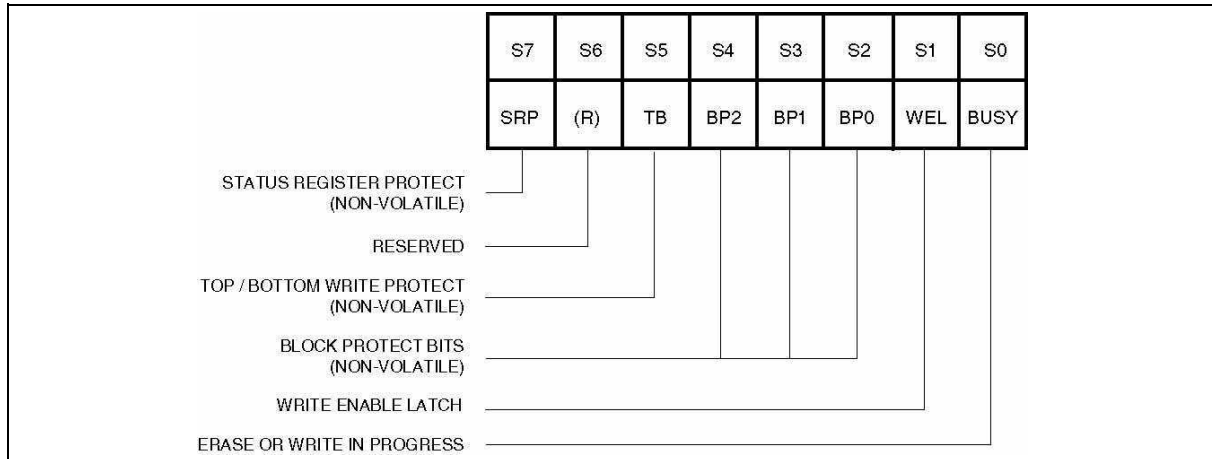 S7 S6 S5 S4 S3 S2 S1 S0
SRP (R) TB BP2 BP1 BP0 WEL BUSY
STATUS REGISTER PROTECT
(NON-VOLATILE)
RESERVED
TOP / BOTTOM WRITE PROTECT
(NON-VOLATILE)
BLOCK PROTECT BITS
(NON-VOLATILE)
WRITE ENABLE LATCH
ERASE OR WRITE IN PROGRESS